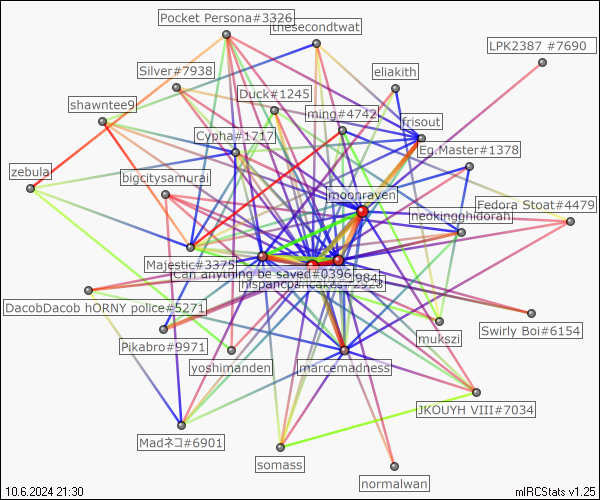 Pocket Persona#3326
thesecondtwat
LPK2387 #7690
Silver#7938
eliakith
Duck#1245
shawntee9
ming#4742
frisout
Cypha#1717
Eg Master#1378
zebula
bigcitysamurai
moonraven
Fedora Stoat#4479
neokingghidorah
Majestic#3375
Can anything be saved#0396
DacobDacob hORNY police#5271
Swirly Boi#6154
Pikabro#9971
mukszi
yoshimanden
marcemadness
JKOUYH VIII#7034
Madネコ#6901
somass
normalwan
10.6.2024 21:30
mIRCStats v1.25